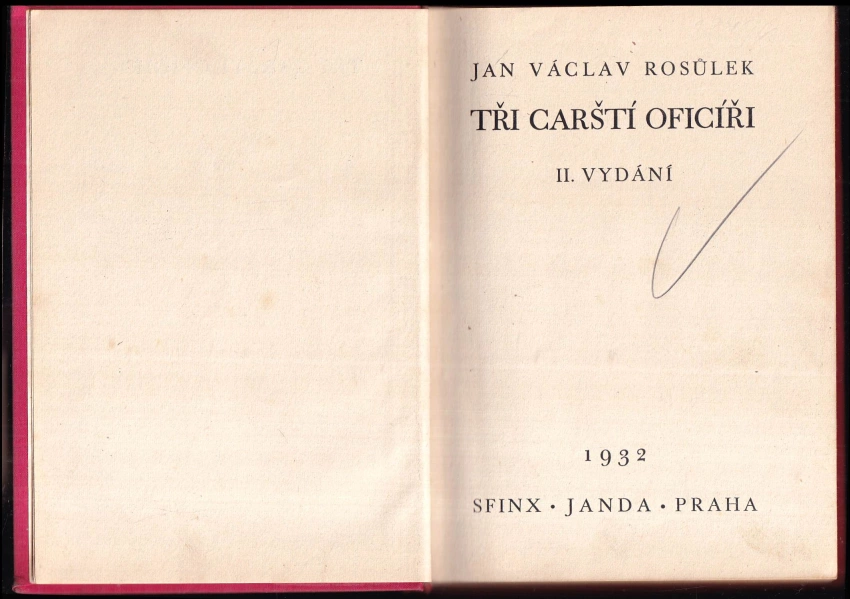 JAN VÁCLAV ROSŮLEK
TŘI CARŠTÍ OFICÍŘI
II. VYDÁNÍ
1932
SFINX • JANDA • PRAHA